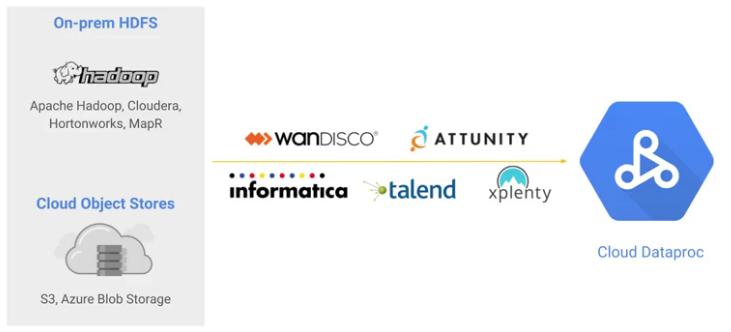 On-prem HDFS
hadoop
Apache Hadoop, Cloudera,
Hortonworks, MapR
Cloud Object Stores
S3, Azure Blob Storage
WANDISCO®
ATTUNITY
informatica
talend
xplenty
Cloud Dataproc